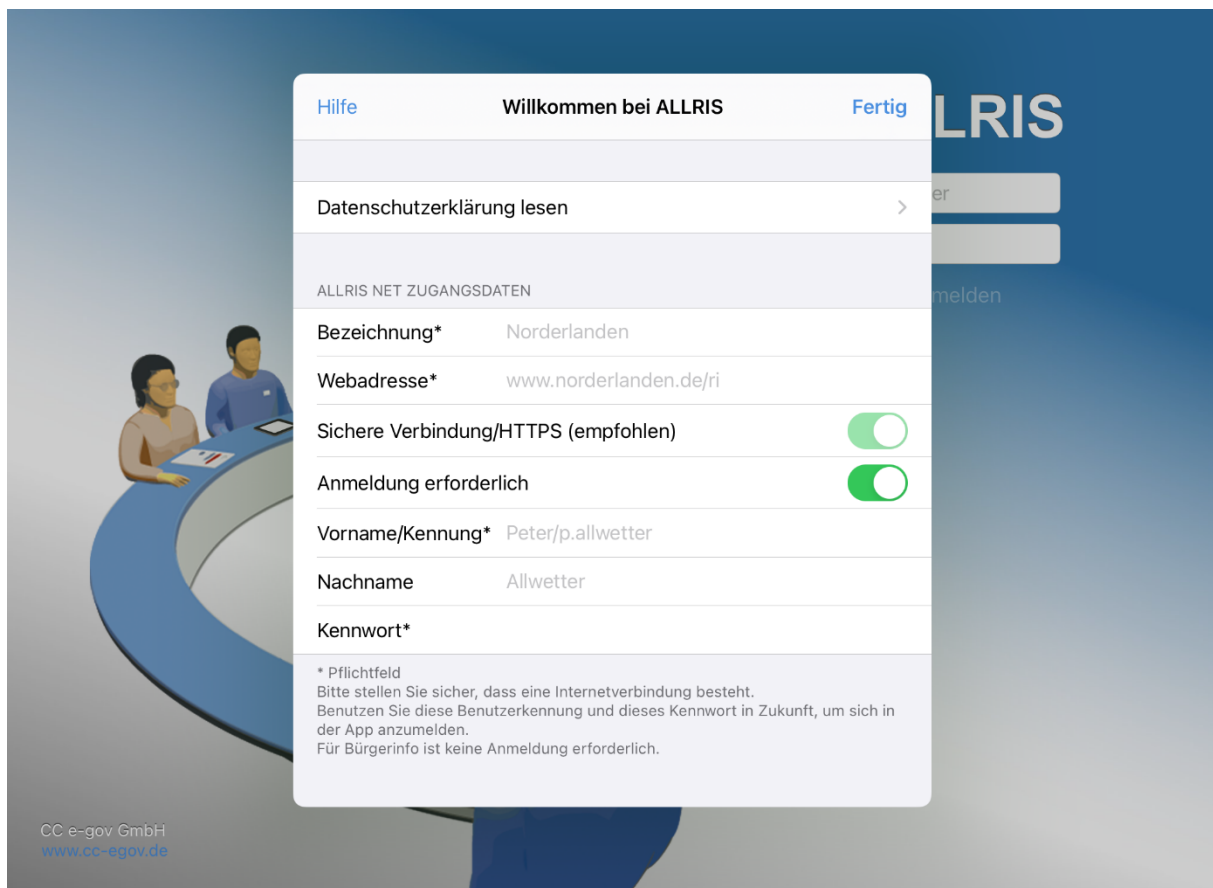 Hilfe Willkommen bei ALLRIS Fertig
LRIS
Datenschutzerklärung lesen
er
ALLRIS NET ZUGANGSDATEN
melden
Bezeichnung* Norderlanden
Webadresse* www.norderlanden.de/ri
Sichere Verbindung/HTTPS (empfohlen)
Anmeldung erforderlich
Vorname/Kennung* Peter/p.allwetter
Nachname Allwetter
Kennwort*
* Pflichtfeld
Bitte stellen Sie sicher, dass eine Internetverbindung besteht.
Benutzen Sie diese Benutzerkennung und dieses Kennwort in Zukunft, um sich in
der App anzumelden.
Für Bürgerinfo ist keine Anmeldung erforderlich.
CC e-gov GmbH
www.cc-egov.de